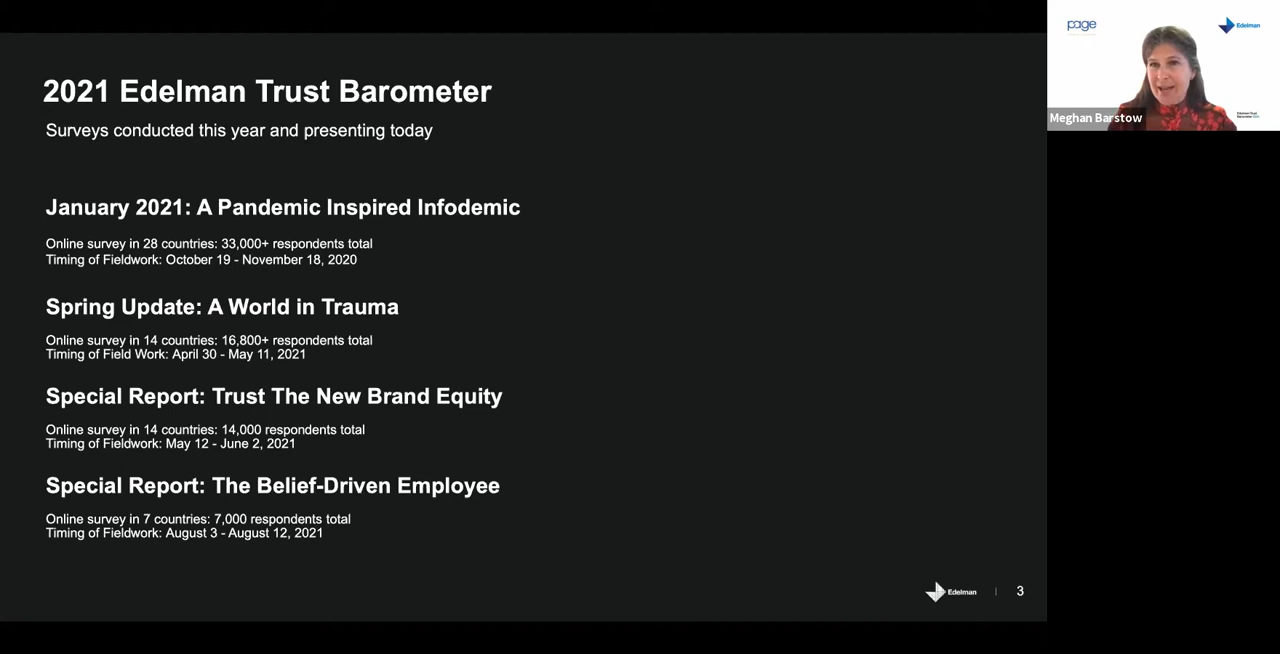 2021 Edelman Trust Barometer
Surveys conducted this year and presenting today
January 2021: A Pandemic Inspired Infodemic
Online survey in 28 countries: 33,000+ respondents total
Timing of Fieldwork: October 19 - November 18, 2020
Spring Update: A World in Trauma
Online survey in 14 countries: 16,800+ respondents total
Timing of Field Work: April 30 - May 11, 2021
Special Report: Trust The New Brand Equity
Online survey in 14 countries: 14,000 respondents total
Timing of Fieldwork: May 12 - June 2, 2021
Special Report: The Belief-Driven Employee
Online survey in 7 countries: 7,000 respondents total
Timing of Fieldwork: August 3 - August 12, 2021
Edelman | 3
page
Edelman
Meghan Barstow
Edelman Trust
Barometer 2021